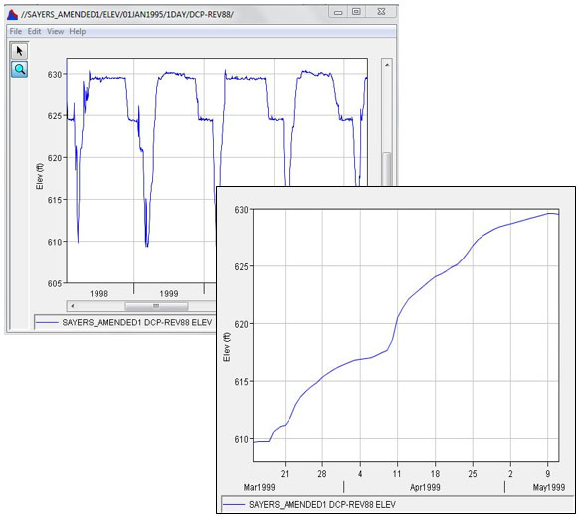 //SAYERS_AMENDED1/ELEV/01JAN1995/1DAY/DCP-REV88/
File Edit View Help
630
625
620
615
610
605
Elev (ft)
1998 1999
SAYERS_AMENDED1 DCP-REV88 ELEV
630
625
620
615
610
Elev (ft)
21 28 4 11 18 25 2 9
Mar1999 Apr1999 May1999
SAYERS_AMENDED1 DCP-REV88 ELEV